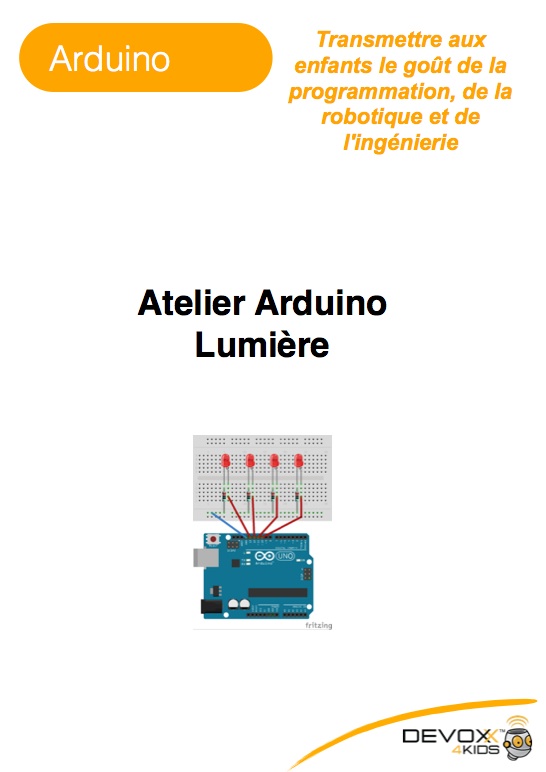 Arduino
Transmettre aux
enfants le goût de la
programmation, de la
robotique et de
l'ingénierie
Atelier Arduino
Lumière
UNO
fritzing
DEVOXX™
4KIDS